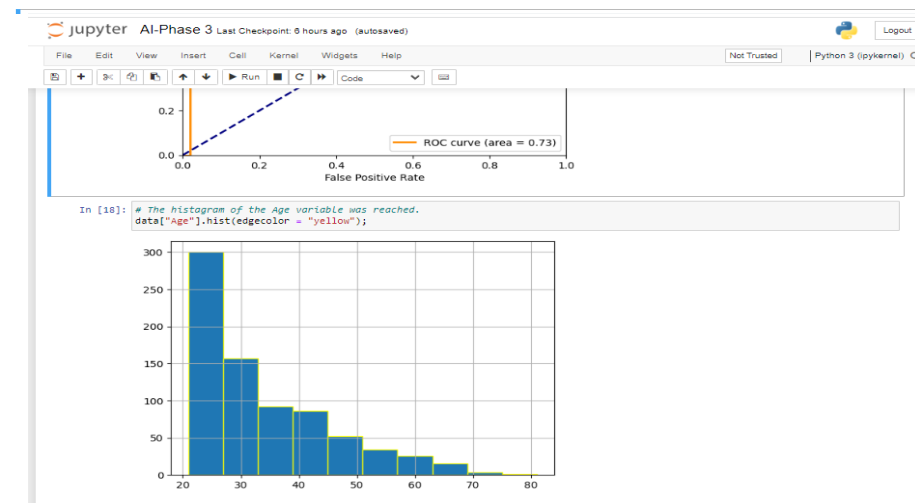 jupyter AI-Phase 3 Last Checkpoint: 6 hours ago (autosaved)
Logout
File Edit View Insert Cell Kernel Widgets Help
Not Trusted
Python 3 (ipykernel)
Run
Code
0.2
0.0
ROC curve (area = 0.73)
0.0 0.2 0.4 0.6 0.8 1.0
False Positive Rate
In [18]: # The histagram of the Age variable was reached.
data["Age"].hist(edgecolor = "yellow");
300
250
200
150
100
50
0
20 30 40 50 60 70 80